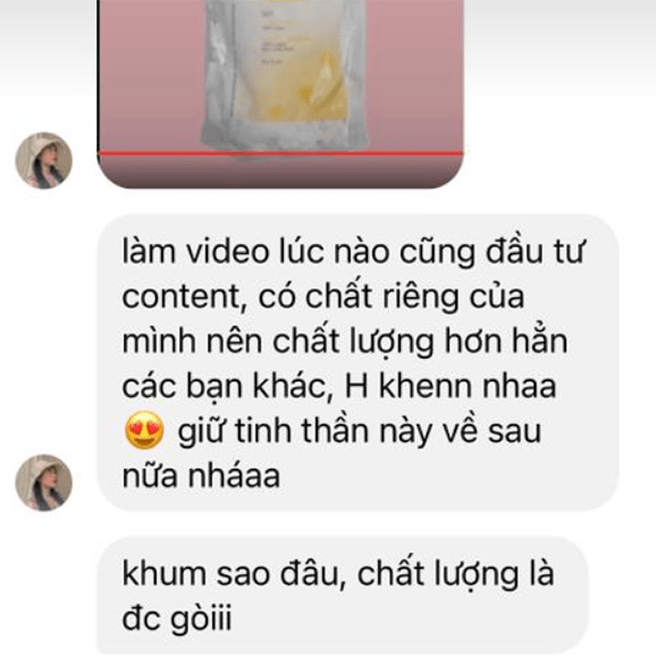 làm video lúc nào cũng đầu tư
content, có chất riêng của
mình nên chất lượng hơn hẳn
các bạn khác, H khenn nhaa
😍 giữ tinh thần này về sau
nữa nháaa
khum sao đâu, chất lượng là
đc gòiii